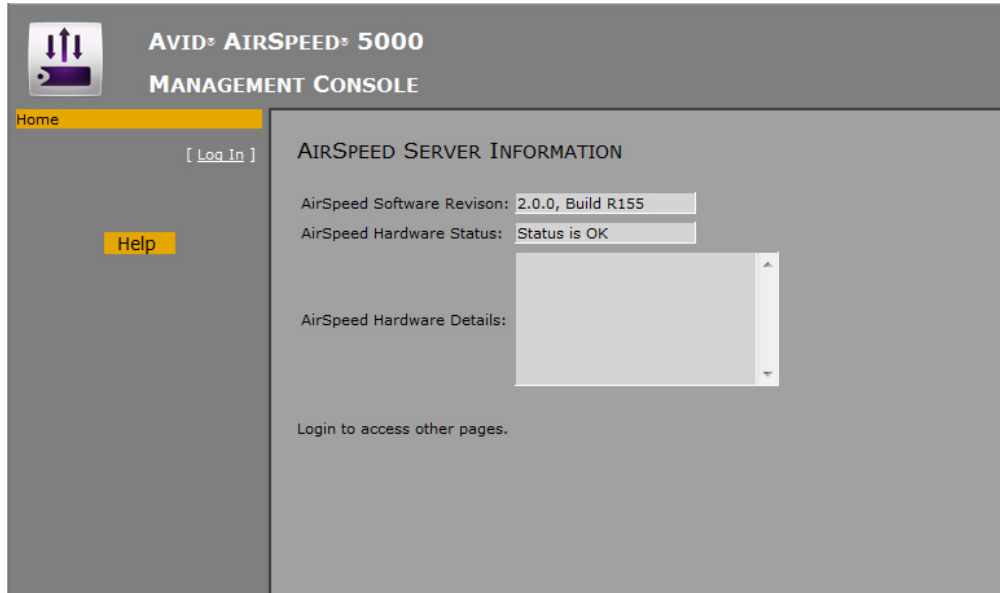 AVID® AIRSPEED® 5000
MANAGEMENT CONSOLE
Home
[ Log In ]
Help
AIRSPEED SERVER INFORMATION
AirSpeed Software Revison: 2.0.0, Build R155
AirSpeed Hardware Status: Status is OK
AirSpeed Hardware Details:
Login to access other pages.